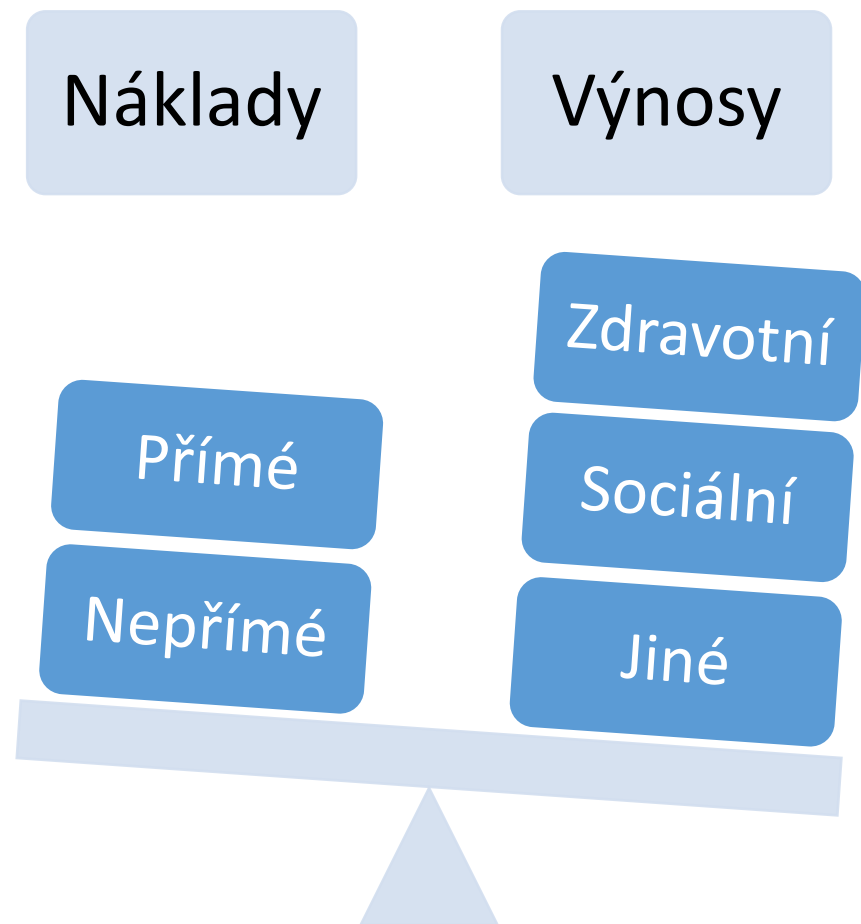 Náklady
Výnosy
Přímé
Nepřímé
Zdravotní
Sociální
Jiné